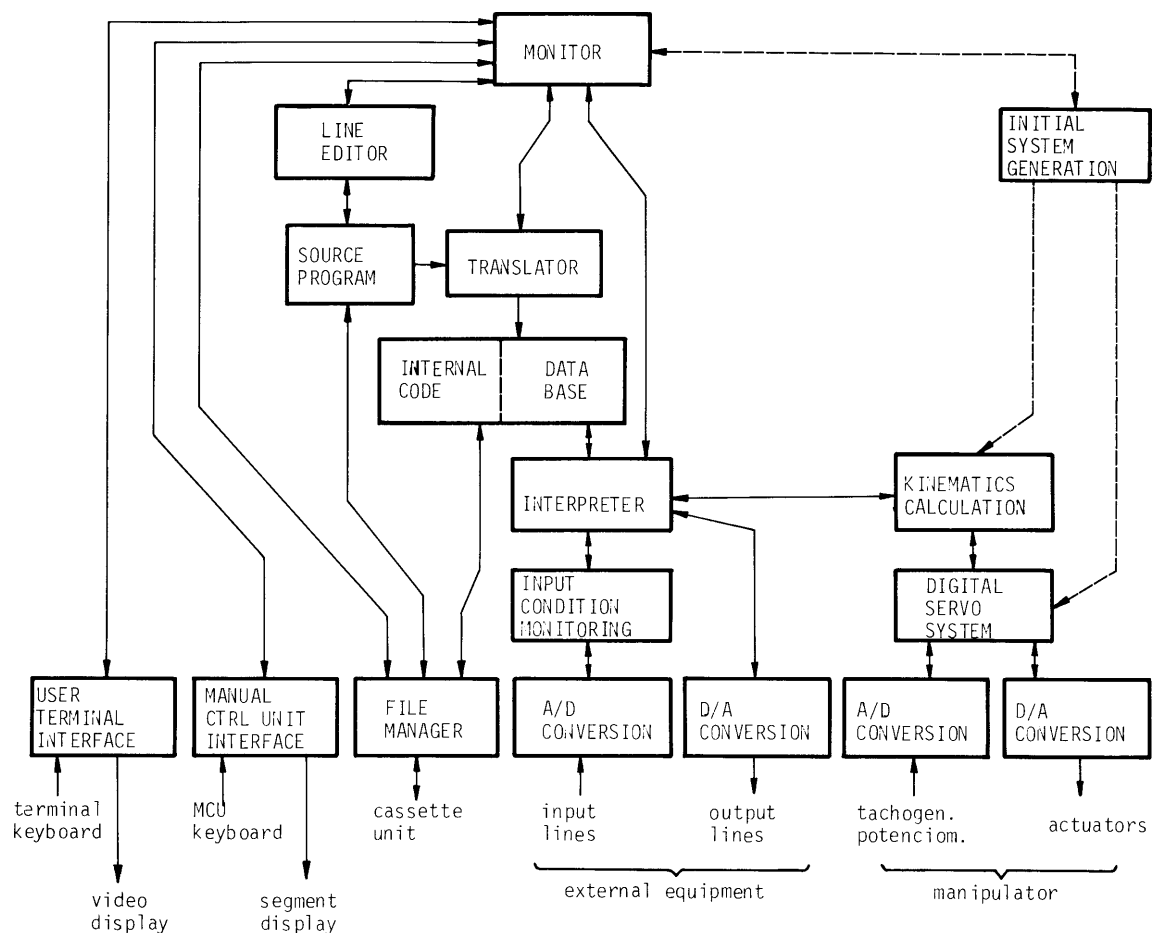 MONITOR
LINE
EDITOR
INITIAL
SYSTEM
GENERATION
SOURCE
PROGRAM
TRANSLATOR
INTERNAL
CODE
DATA
BASE
INTERPRETER
KINEMATICS
CALCULATION
INPUT
CONDITION
MONITORING
DIGITAL
SERVO
SYSTEM
USER
TERMINAL
INTERFACE
MANUAL
CTRL UNIT
INTERFACE
FILE
MANAGER
A/D
CONVERSION
D/A
CONVERSION
A/D
CONVERSION
D/A
CONVERSION
terminal
keyboard
MCU
keyboard
cassette
unit
input
lines
output
lines
tachogen.
potenciom.
actuators
external equipment
manipulator
video
display
segment
display